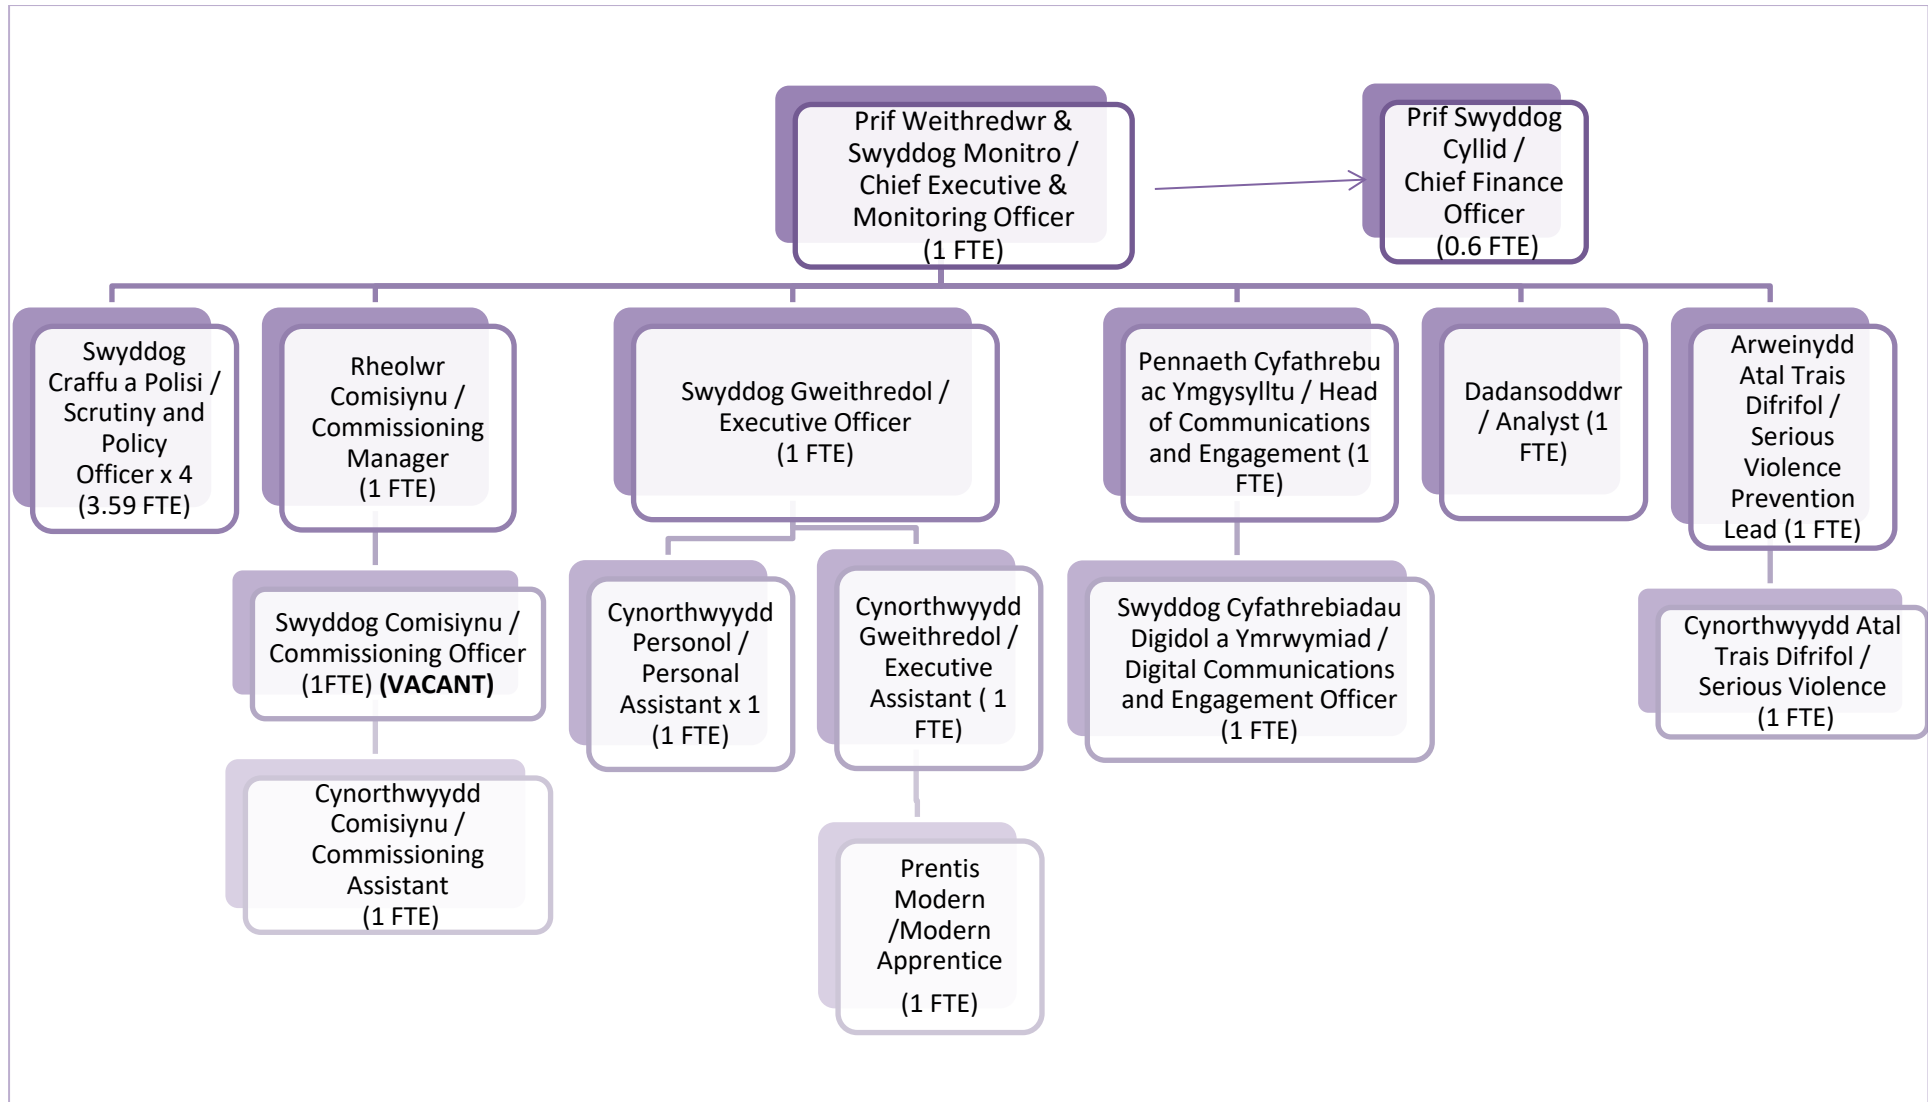 Prif Weithredwr &
Swyddog Monitro /
Chief Executive &
Monitoring Officer
(1 FTE)
Prif Swyddog
Cyllid /
Chief Finance
Officer
(0.6 FTE)
Swyddog
Craffu a Polisi /
Scrutiny and
Policy
Officer x 4
(3.59 FTE)
Rheolwr
Comisiynu /
Commissioning
Manager
(1 FTE)
Swyddog Gweithredol /
Executive Officer
(1 FTE)
Pennaeth Cyfathrebu
ac Ymgysylltu / Head
of Communications
and Engagement (1
FTE)
Dadansoddwr
/ Analyst (1
FTE)
Arweinydd
Atal Trais
Difrifol /
Serious
Violence
Prevention
Lead (1 FTE)
Swyddog Comisiynu /
Commissioning Officer
(1FTE) (VACANT)
Cynorthwyydd
Personol /
Personal
Assistant x 1
(1 FTE)
Cynorthwyydd
Gweithredol /
Executive
Assistant ( 1
FTE)
Swyddog Cyfathrebiadau
Digidol a Ymrwymiad /
Digital Communications
and Engagement Officer
(1 FTE)
Cynorthwyydd Atal
Trais Difrifol /
Serious Violence
(1 FTE)
Cynorthwyydd
Comisiynu /
Commissioning
Assistant
(1 FTE)
Prentis
Modern
/Modern
Apprentice
(1 FTE)